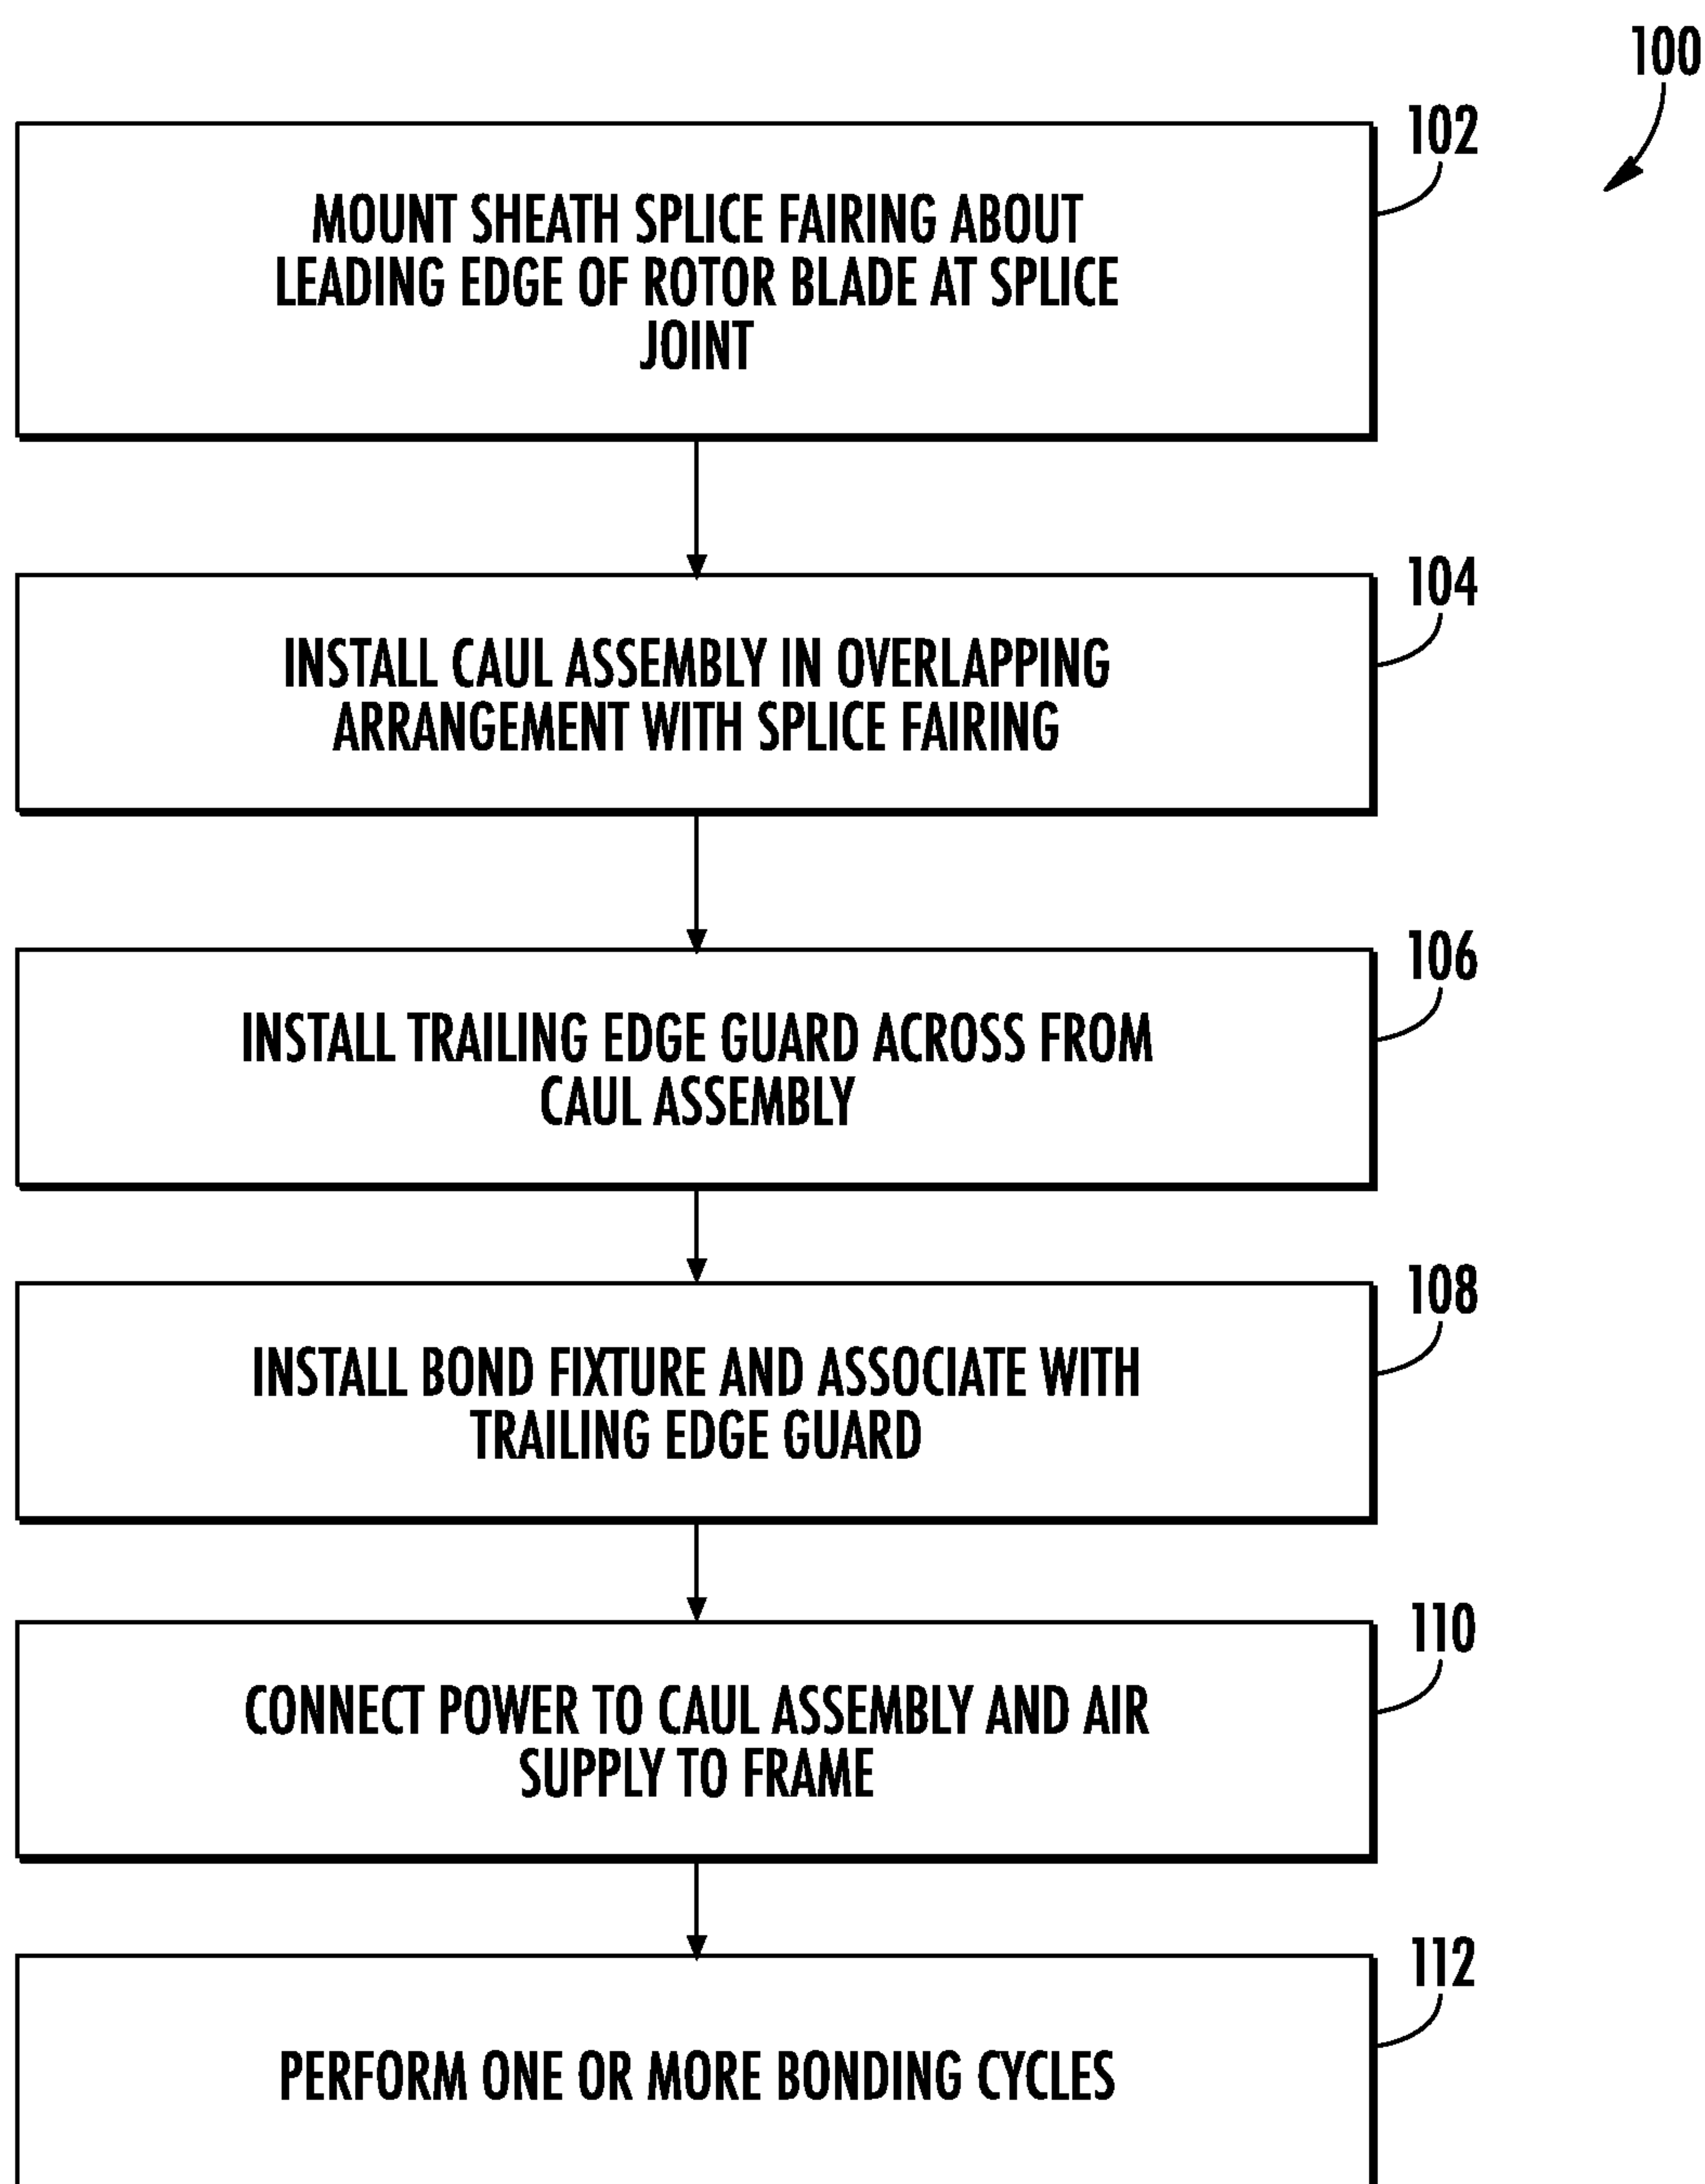 100
102
MOUNT SHEATH SPLICE FAIRING ABOUT
LEADING EDGE OF ROTOR BLADE AT SPLICE
JOINT
104
INSTALL CAUL ASSEMBLY IN OVERLAPPING
ARRANGEMENT WITH SPLICE FAIRING
106
INSTALL TRAILING EDGE GUARD ACROSS FROM
CAUL ASSEMBLY
108
INSTALL BOND FIXTURE AND ASSOCIATE WITH
TRAILING EDGE GUARD
110
CONNECT POWER TO CAUL ASSEMBLY AND AIR
SUPPLY TO FRAME
112
PERFORM ONE OR MORE BONDING CYCLES